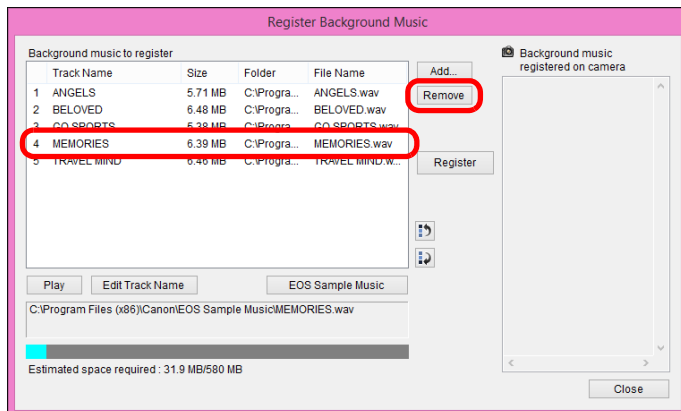 Register Background Music
Background music to register
Track Name Size Folder File Name
1 ANGELS 5.71 MB C:\Progra... ANGELS.wav
2 BELOVED 6.48 MB C:\Progra... BELOVED.wav
3 GO SPORTS 5.38 MB C:\Progra... GO SPORTS.wav
4 MEMORIES 6.39 MB C:\Progra... MEMORIES.wav
5 TRAVEL MIND 6.46 MB C:\Progra... TRAVEL MIND.w...
Add...
Remove
Register
Play Edit Track Name EOS Sample Music
C:\Program Files (x86)\Canon\EOS Sample Music\MEMORIES.wav
Estimated space required : 31.9 MB/580 MB
Background music
registered on camera
Close